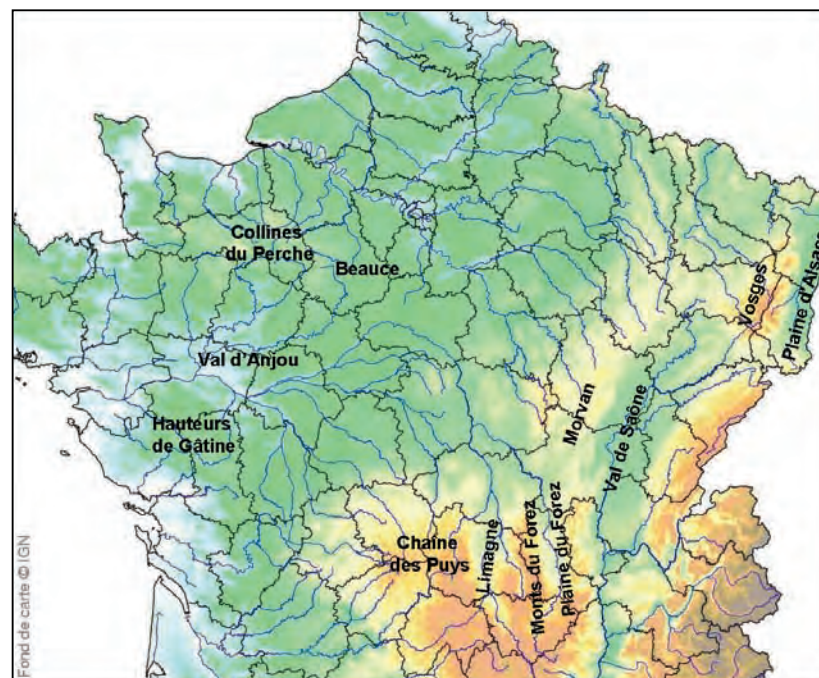 Collines
du Perche
Beauce
Vosges
Plaine d'Alsace
Val d'Anjou
Hauteurs
de Gâtine
Morvan
Val de Saône
Chaîne
des Puys
Limagne
Monts du Forez
Plaine du Forez
Fond de carte © IGN